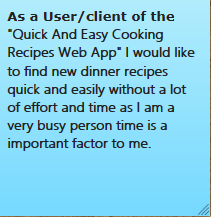 As a User/client of the
"Quick And Easy Cooking
Recipes Web App" I would like
to find new dinner recipes
quick and easily without a lot
of effort and time as I am a
very busy person time is a
important factor to me.